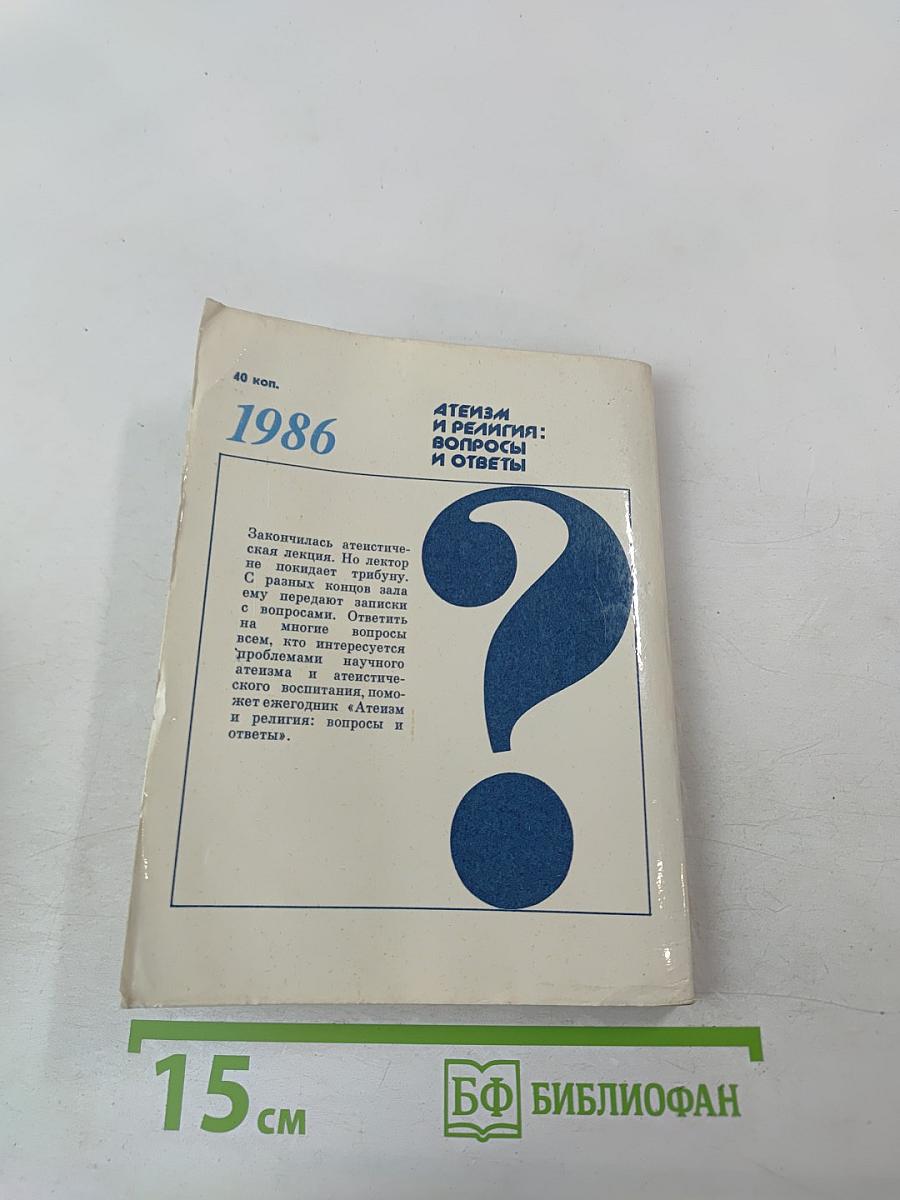 40 коп.
1986
АТЕИЗМ
И РЕЛИГИЯ:
ВОПРОСЫ
И ОТВЕТЫ
Закончилась атеистиче-
ская лекция. Но лектор
не покидает трибуну.
С разных концов зала
ему передают записки
с вопросами. Ответить
на многие вопросы
всем, кто интересуется
проблемами научного
атеизма и атеистиче-
ского воспитания, помо-
жет ежегодник «Атеизм
и религия: вопросы и
ответы».
?
15 см
БФ БИБЛИОФАН